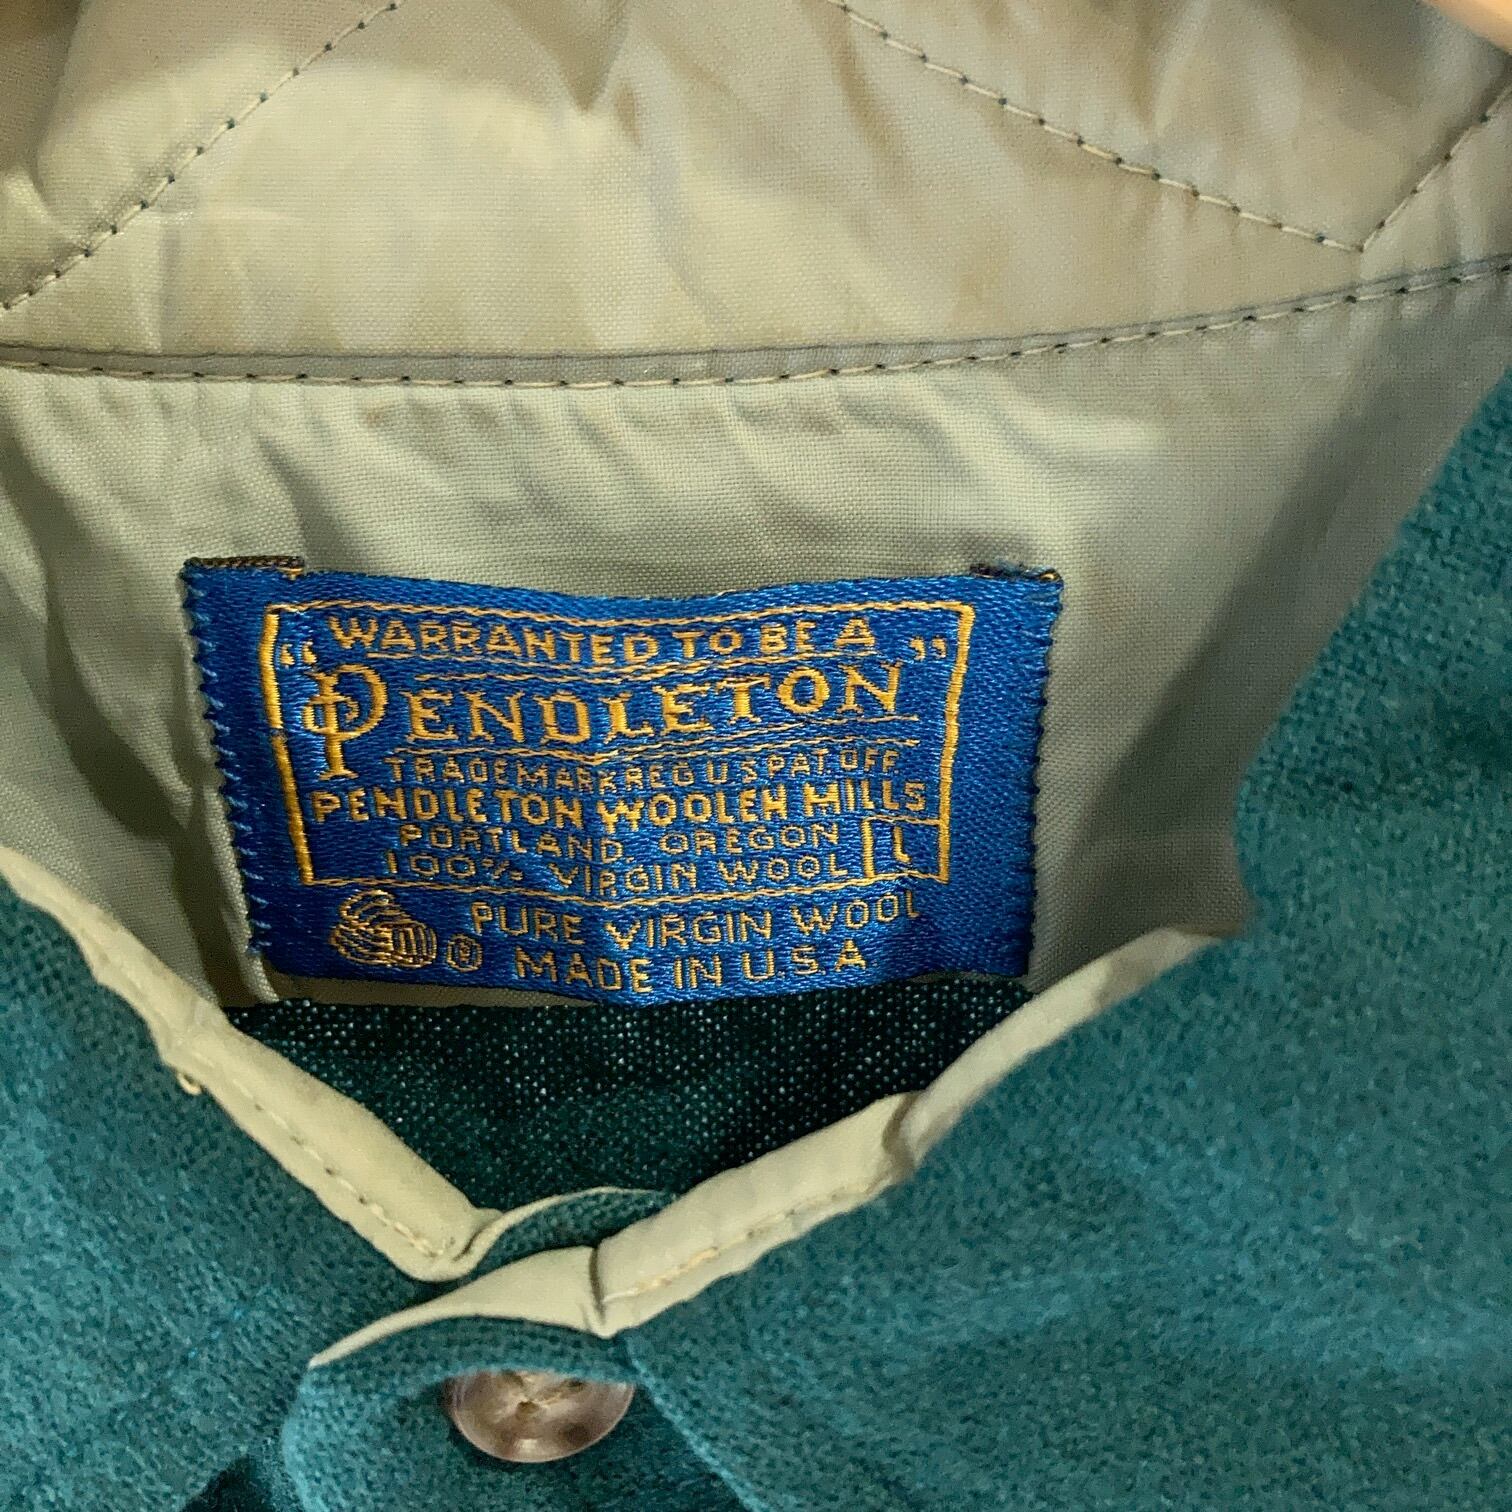 WARRANTED TO BE A
"PENDLETON"
TRADEMARK REG U S PAT. OFF
PENDLETON WOOLEN MILLS
PORTLAND, OREGON
100% VIRGIN WOOL L
PURE VIRGIN WOOL
® MADE IN U.S.A